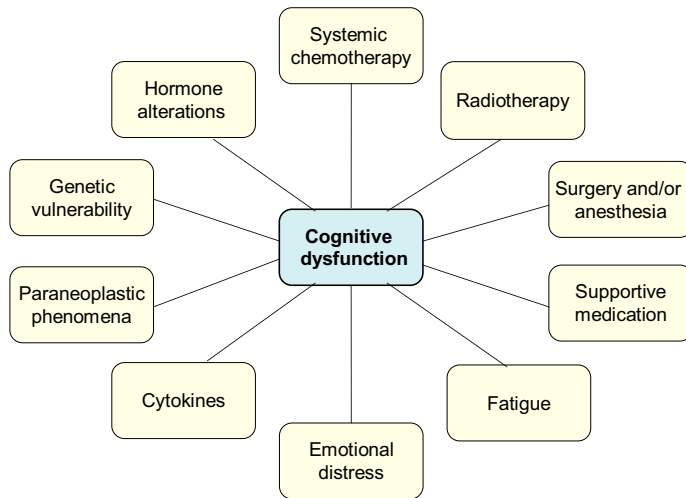 Systemic
chemotherapy
Hormone
alterations
Radiotherapy
Genetic
vulnerability
Surgery and/or
anesthesia
Cognitive
dysfunction
Paraneoplastic
phenomena
Supportive
medication
Cytokines
Fatigue
Emotional
distress